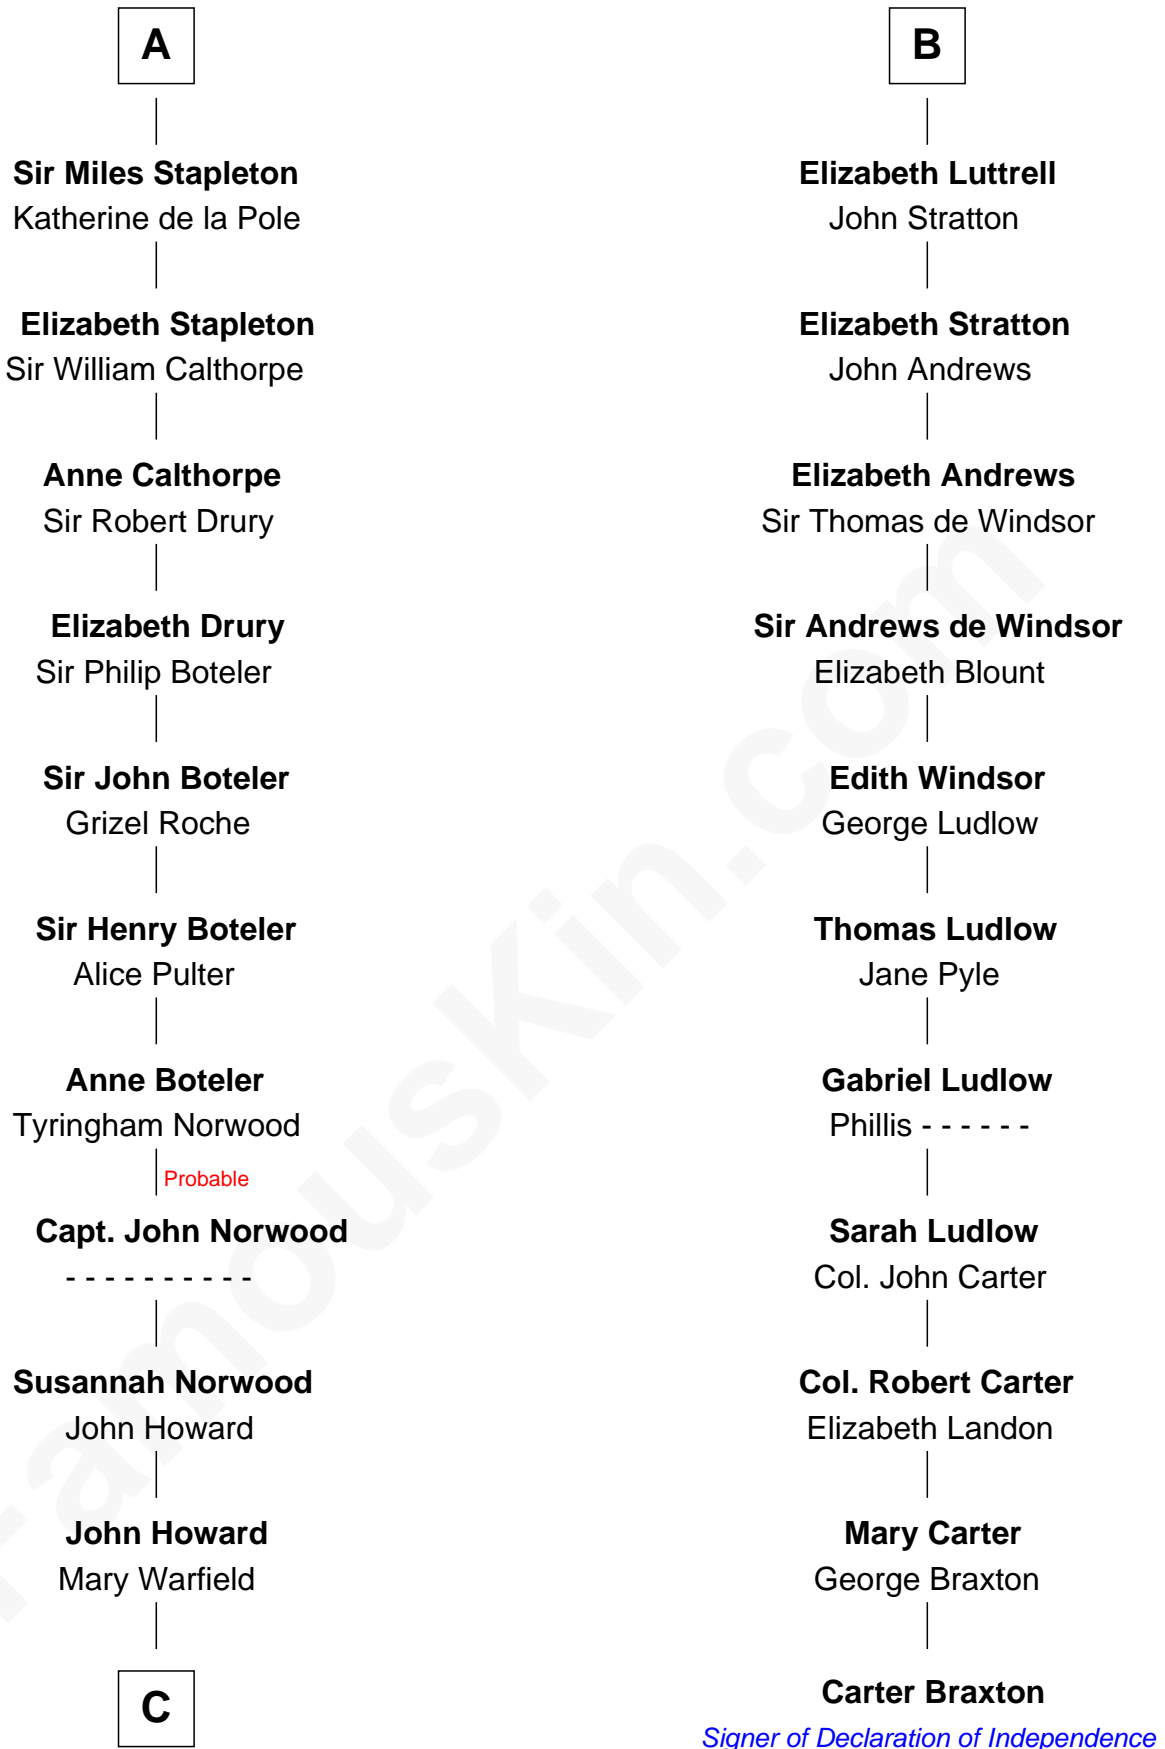 A
Sir Miles Stapleton
Katherine de la Pole
Elizabeth Stapleton
Sir William Calthorpe
Anne Calthorpe
Sir Robert Drury
Elizabeth Drury
Sir Philip Boteler
Sir John Boteler
Grizel Roche
Sir Henry Boteler
Alice Pulter
Anne Boteler
Tyringham Norwood
Probable
Capt. John Norwood
- - - - - - - - - -
Susannah Norwood
John Howard
John Howard
Mary Warfield
C
B
Elizabeth Luttrell
John Stratton
Elizabeth Stratton
John Andrews
Elizabeth Andrews
Sir Thomas de Windsor
Sir Andrews de Windsor
Elizabeth Blount
Edith Windsor
George Ludlow
Thomas Ludlow
Jane Pyle
Gabriel Ludlow
Phillis - - - - - -
Sarah Ludlow
Col. John Carter
Col. Robert Carter
Elizabeth Landon
Mary Carter
George Braxton
Carter Braxton
Signer of Declaration of Independence
FamousKin.com